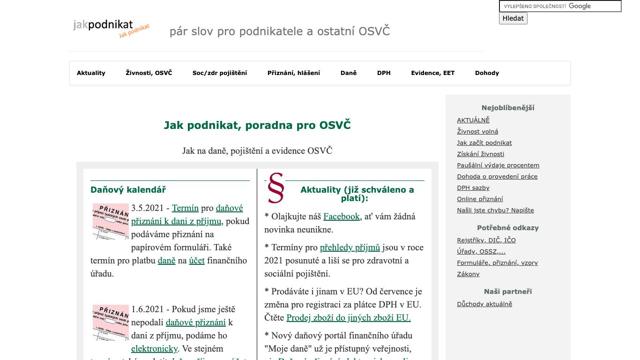 VYLEPŠENO SPOLEČNOSTÍ Google
Hledat
jakpodnikat
Jak podnikat
pár slov pro podnikatele a ostatní OSVČ
Aktuality Živnosti, OSVČ Soc/zdr pojištění Přiznání, hlášení Daně DPH Evidence, EET Dohody
Jak podnikat, poradna pro OSVČ
Jak na daně, pojištění a evidence OSVČ
Daňový kalendář
PŘIZNÁN
3.5.2021 - Termín pro daňové
přiznání k dani z příjmu, pokud
podáváme přiznání na
papírovém formuláři. Také
termín pro platbu daně na účet finančního
úřadu.
PŘIZNÁN
1.6.2021 - Pokud jsme ještě
nepodali daňové přiznání k
dani z příjmu, podáme ho
elektronicky. Ve stejném
§
Aktuality (již schváleno a
platí):
* Olajkujte náš Facebook, ať vám žádná
novinka neunikne.
* Termíny pro přehledy příjmů jsou v roce
2021 posunuté a liší se pro zdravotní a
sociální pojištění.
* Prodáváte i jinam v EU? Od července je
změna pro registraci za plátce DPH v EU.
Čtěte Prodej zboží do jiných zboží EU.
* Nový daňový portál finančního úřadu
"Moje daně" už je přístupný veřejnosti,
Nejoblíbenější
AKTUÁLNĚ
Živnost volná
Jak začít podnikat
Získání živnosti
Paušální výdaje procentem
Dohoda o provedení práce
DPH sazby
Online přiznání
Našli jste chybu? Napište
Potřebné odkazy
Rejstříky, DIČ, IČO
Úřady, OSSZ,...
Formuláře, přiznání, vzory
Zákony
Naši partneři
Důchody aktuálně